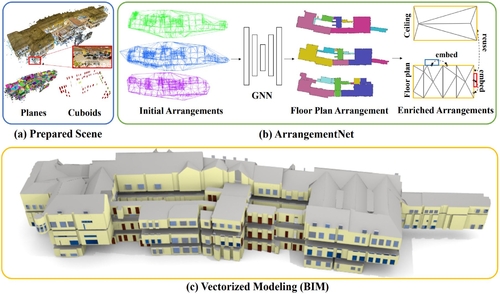 Planes
Cuboids
(a) Prepared Scene
Initial Arrangements
GNN
Floor Plan Arrangement
Ceiling
Floor plan
embed
reuse
embed
Enriched Arrangements
(b) ArrangementNet
(c) Vectorized Modeling (BIM)